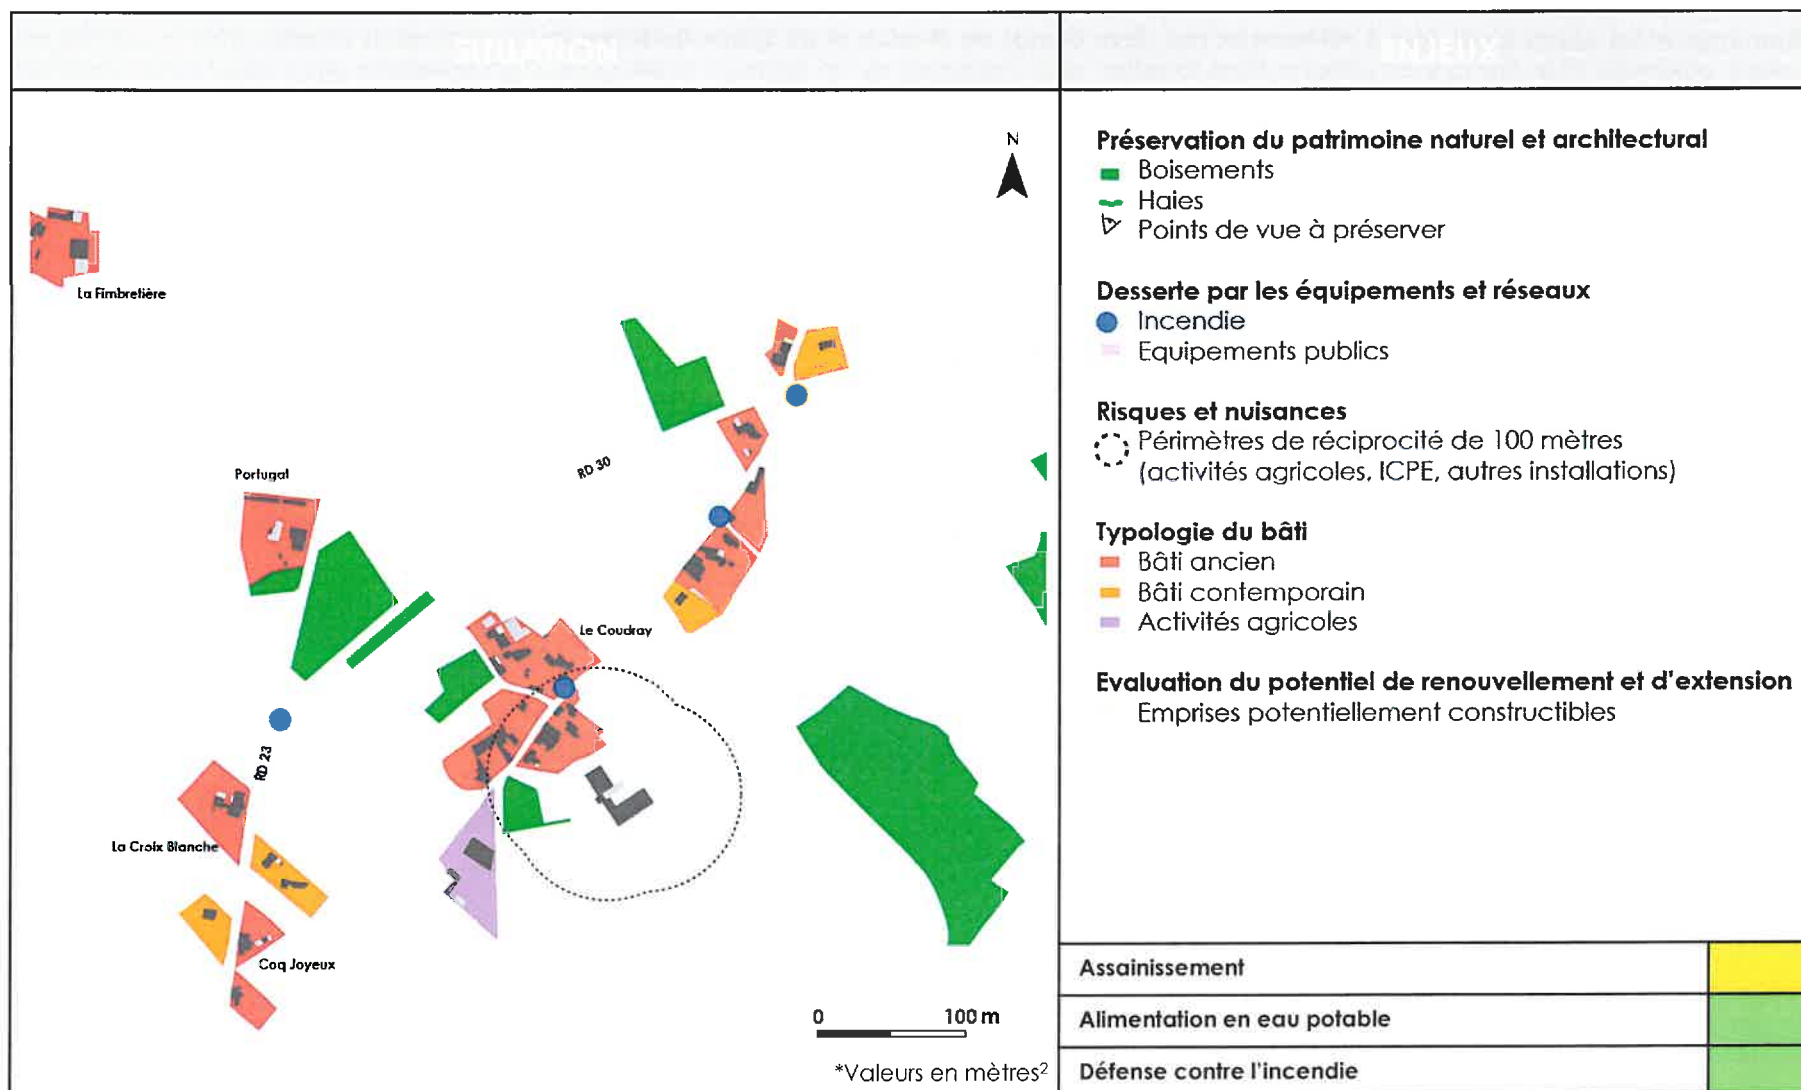 SITUATION
ENJEUX
N
La Fimbretière
Portugal
RD 30
Le Coudray
RD 23
La Croix Blanche
Coq Joyeux
0 100 m
*Valeurs en mètres²
Préservation du patrimoine naturel et architectural
Boisements
Haies
Points de vue à préserver
Desserte par les équipements et réseaux
Incendie
Equipements publics
Risques et nuisances
Périmètres de réciprocité de 100 mètres
(activités agricoles, ICPE, autres installations)
Typologie du bâti
Bâti ancien
Bâti contemporain
Activités agricoles
Evaluation du potentiel de renouvellement et d'extension
Emprises potentiellement constructibles
Assainissement
Alimentation en eau potable
Défense contre l'incendie